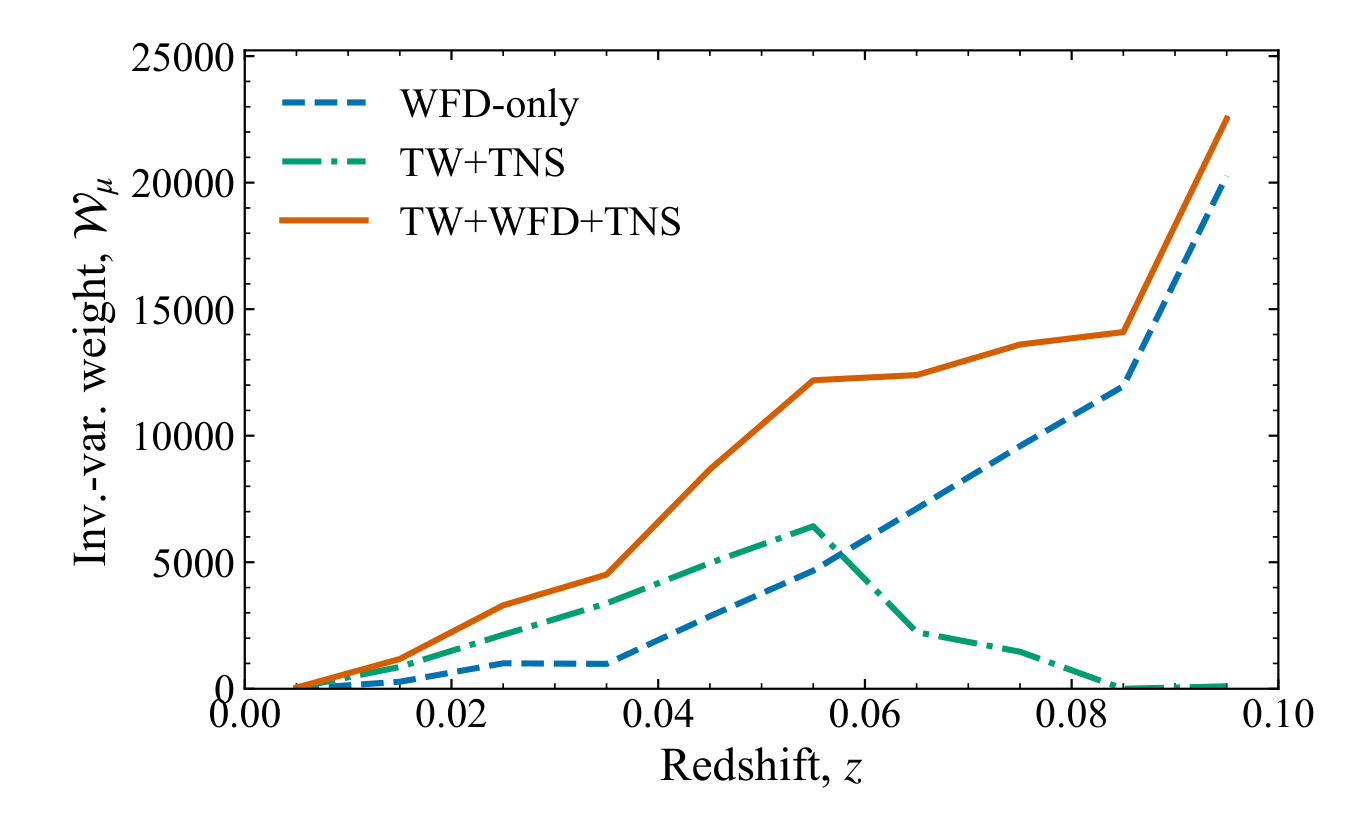 25000
20000
15000
10000
5000
0
Inv.-var. weight, 𝒲μ
WFD-only
TW+TNS
TW+WFD+TNS
0.00 0.02 0.04 0.06 0.08 0.10
Redshift, z